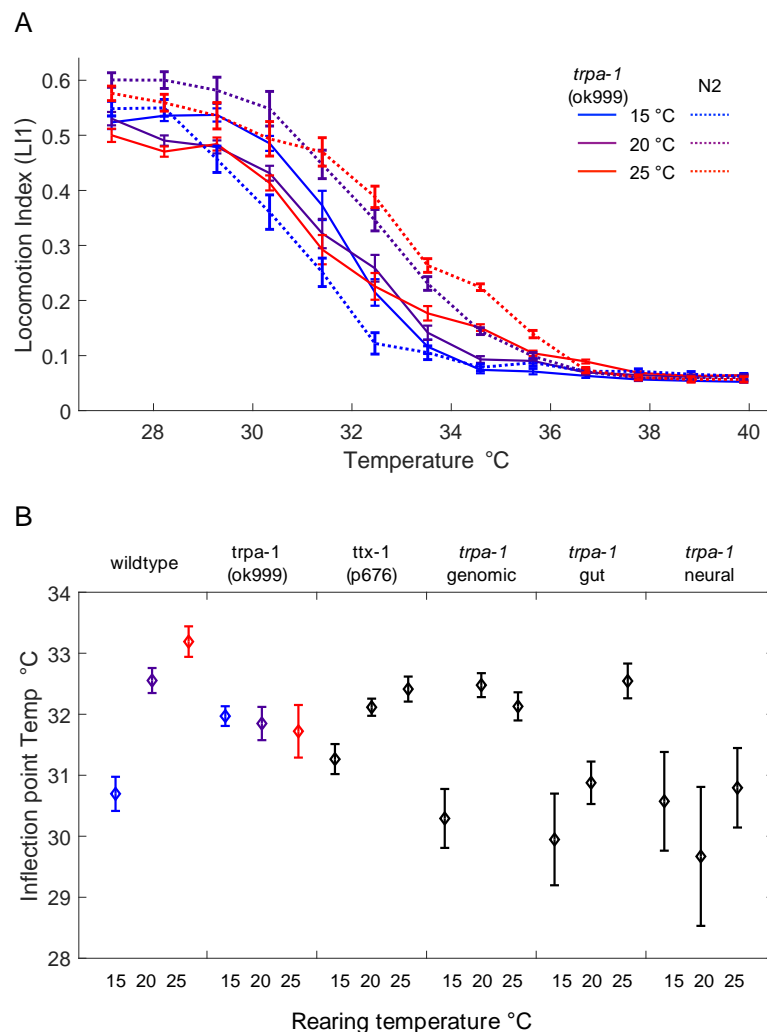 A
trpa-1
(ok999)
N2
15 °C
20 °C
25 °C
0.6
0.5
0.4
0.3
0.2
0.1
0
Locomotion Index (LI1)
28 30 32 34 36 38 40
Temperature °C
B
wildtype
trpa-1
(ok999)
ttx-1
(p676)
trpa-1
genomic
trpa-1
gut
trpa-1
neural
34
33
32
31
30
29
28
Inflection point Temp °C
15 20 25 15 20 25 15 20 25 15 20 25 15 20 25 15 20 25
Rearing temperature °C